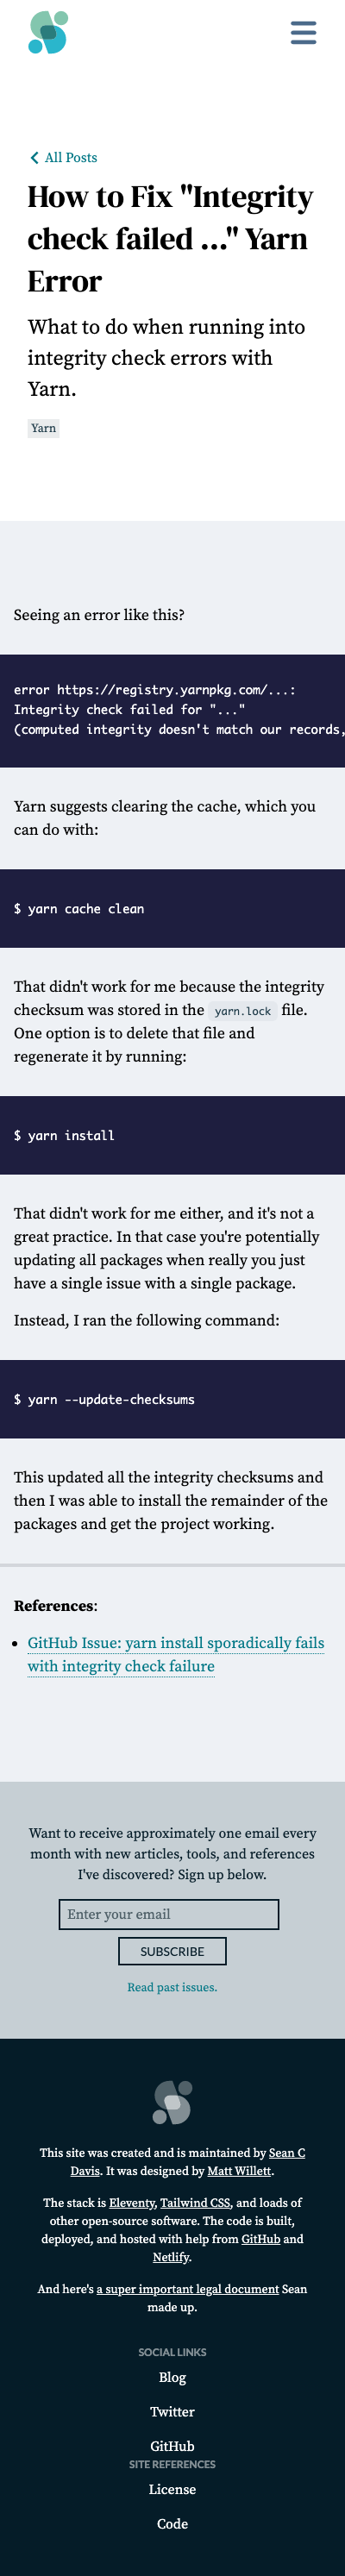 All Posts
How to Fix "Integrity
check failed ..." Yarn
Error
What to do when running into
integrity check errors with
Yarn.
Yarn
Seeing an error like this?
error https://registry.yarnpkg.com/...:
Integrity check failed for "..."
(computed integrity doesn't match our records,
Yarn suggests clearing the cache, which you
can do with:
$ yarn cache clean
That didn't work for me because the integrity
checksum was stored in the yarn.lock file.
One option is to delete that file and
regenerate it by running:
$ yarn install
That didn't work for me either, and it's not a
great practice. In that case you're potentially
updating all packages when really you just
have a single issue with a single package.
Instead, I ran the following command:
$ yarn --update-checksums
This updated all the integrity checksums and
then I was able to install the remainder of the
packages and get the project working.
References:
GitHub Issue: yarn install sporadically fails
with integrity check failure
Want to receive approximately one email every
month with new articles, tools, and references
I've discovered? Sign up below.
Enter your email
SUBSCRIBE
Read past issues.
This site was created and is maintained by Sean C
Davis. It was designed by Matt Willett.
The stack is Eleventy, Tailwind CSS, and loads of
other open-source software. The code is built,
deployed, and hosted with help from GitHub and
Netlify.
And here's a super important legal document Sean
made up.
SOCIAL LINKS
Blog
Twitter
GitHub
SITE REFERENCES
License
Code